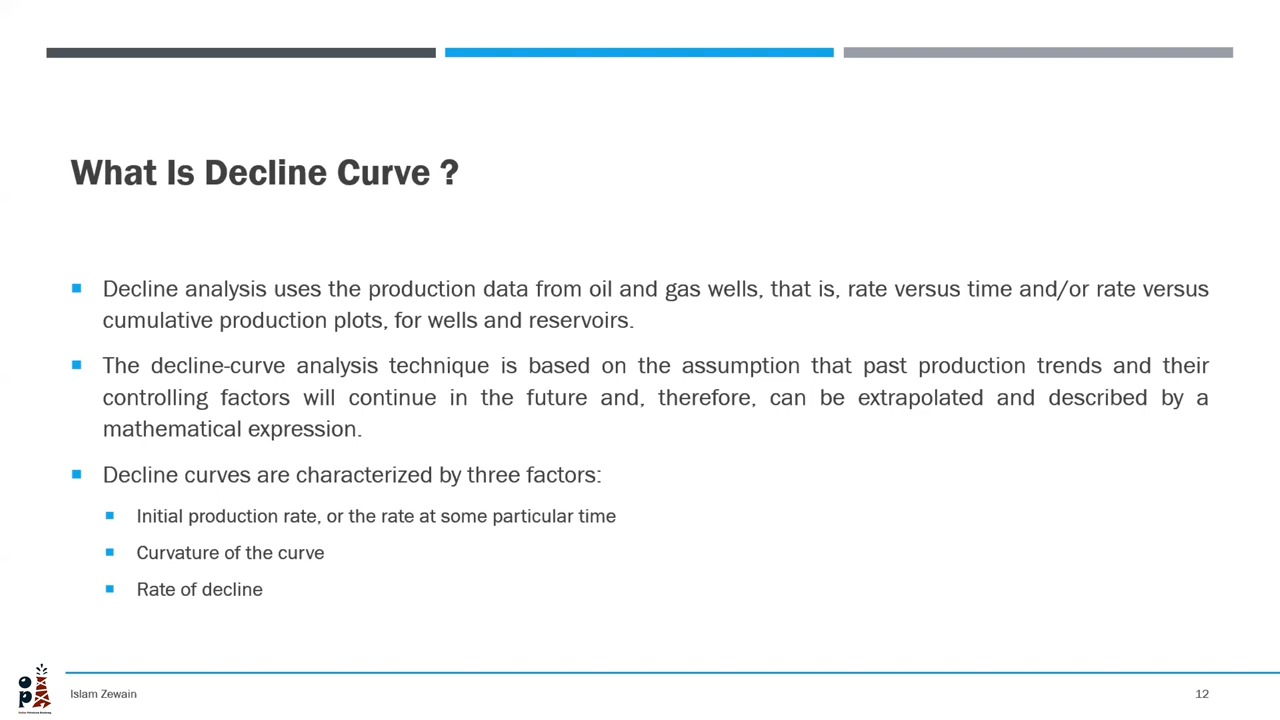 What Is Decline Curve ?
Decline analysis uses the production data from oil and gas wells, that is, rate versus time and/or rate versus
cumulative production plots, for wells and reservoirs.
The decline-curve analysis technique is based on the assumption that past production trends and their
controlling factors will continue in the future and, therefore, can be extrapolated and described by a
mathematical expression.
Decline curves are characterized by three factors:
Initial production rate, or the rate at some particular time
Curvature of the curve
Rate of decline
Islam Zewain
12